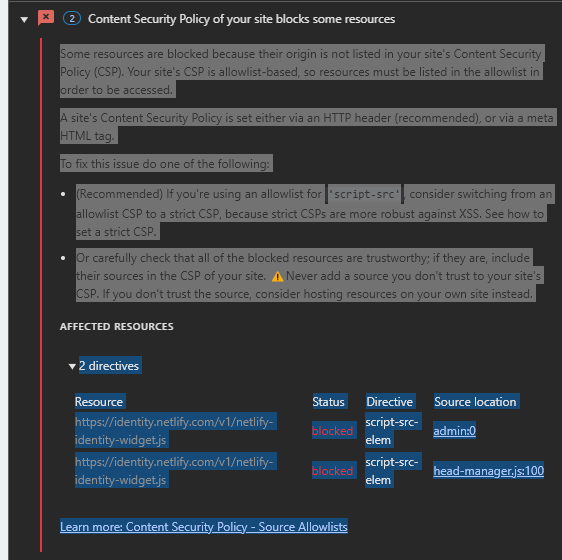 2 Content Security Policy of your site blocks some resources
Some resources are blocked because their origin is not listed in your site's Content Security
Policy (CSP). Your site's CSP is allowlist-based, so resources must be listed in the allowlist in
order to be accessed.
A site's Content Security Policy is set either via an HTTP header (recommended), or via a meta
HTML tag.
To fix this issue do one of the following:
• (Recommended) If you're using an allowlist for 'script-src', consider switching from an
allowlist CSP to a strict CSP, because strict CSPs are more robust against XSS. See how to
set a strict CSP.
• Or carefully check that all of the blocked resources are trustworthy; if they are, include
their sources in the CSP of your site. ⚠️Never add a source you don't trust to your site's
CSP. If you don't trust the source, consider hosting resources on your own site instead.
AFFECTED RESOURCES
2 directives
Resource Status Directive Source location
https://identity.netlify.com/v1/netlify-
identity-widget.js blocked script-src-
elem admin:0
https://identity.netlify.com/v1/netlify-
identity-widget.js blocked script-src-
elem head-manager.js:100
Learn more: Content Security Policy - Source Allowlists